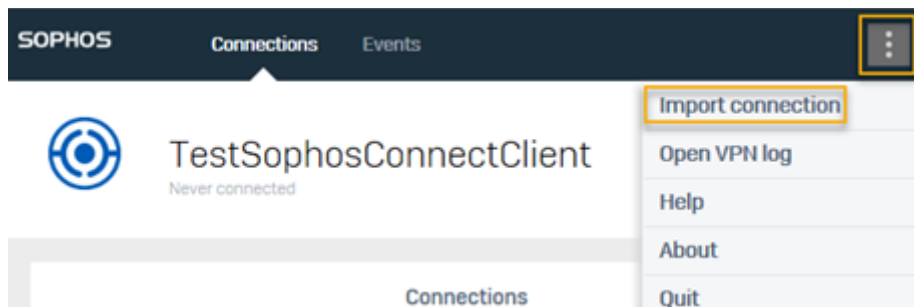 SOPHOS Connections Events
Import connection
TestSophosConnectClient
Open VPN log
Never connected
Help
About
Connections
Quit